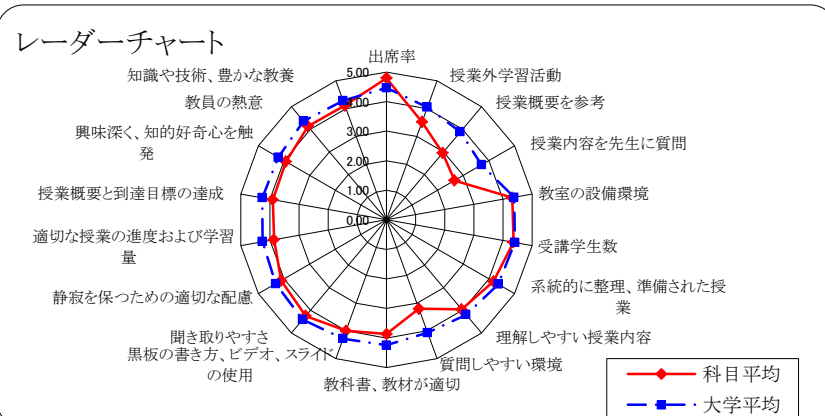 レーダーチャート
出席率
授業外学習活動
授業概要を参考
授業内容を先生に質問
教室の設備環境
受講学生数
系統的に整理、準備された授
業
理解しやすい授業内容
質問しやすい環境
教科書、教材が適切
黒板の書き方、ビデオ、スライド
の使用
聞き取りやすさ
静寂を保つための適切な配慮
適切な授業の進度および学習
量
授業概要と到達目標の達成
興味深く、知的好奇心を触
発
教員の熱意
知識や技術、豊かな教養
5.00
4.00
3.00
2.00
1.00
0.00
科目平均
大学平均